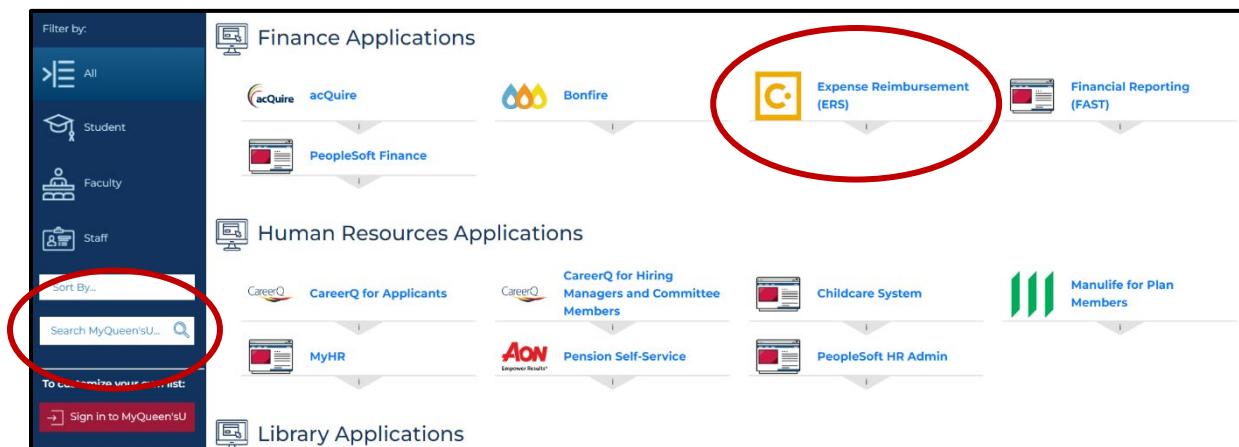 Filter by:
All
Student
Faculty
Staff
Sort By...
Search MyQueen'sU...
To customize your own list:
Sign in to MyQueen'sU
Finance Applications
acQuire
acQuire
Bonfire
Expense Reimbursement
(ERS)
Financial Reporting
(FAST)
PeopleSoft Finance
Human Resources Applications
CareerQ
CareerQ for Applicants
CareerQ
CareerQ for Hiring
Managers and Committee
Members
Childcare System
Manulife for Plan
Members
MyHR
AON
Empower Results®
Pension Self-Service
PeopleSoft HR Admin
Library Applications